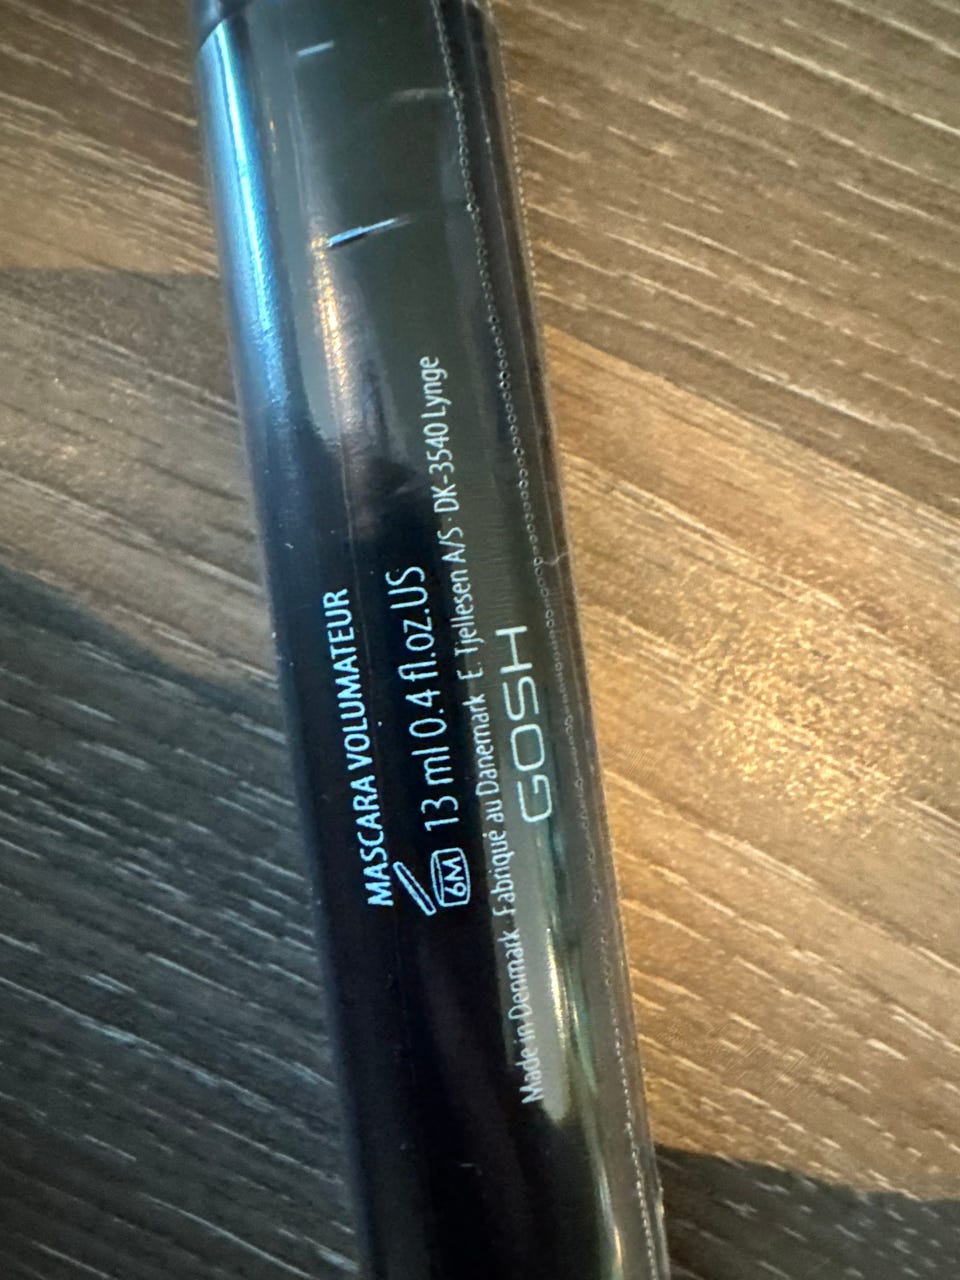 MASCARA VOLUMATEUR
6M 13 ml 0.4 fl.oz.US
Made in Denmark . Fabriqué au Danemark E. Tjellesen A/S · DK-3540 Lynge
GOSH